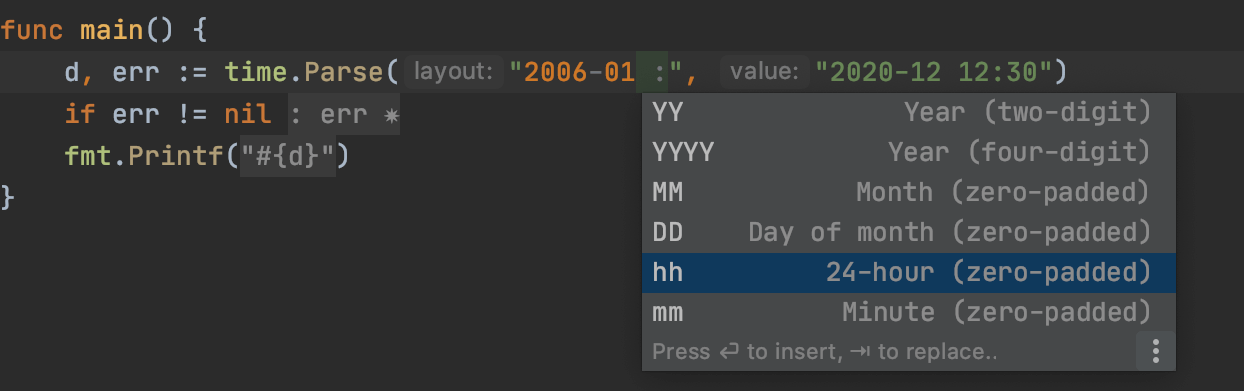 func main() {
d, err := time.Parse( layout: "2006-01 :", value: "2020-12 12:30")
if err != nil : err ✷
fmt.Printf("#{d}")
}
YY Year (two-digit)
YYYY Year (four-digit)
MM Month (zero-padded)
DD Day of month (zero-padded)
hh 24-hour (zero-padded)
mm Minute (zero-padded)
Press ↩ to insert, ⇥ to replace..